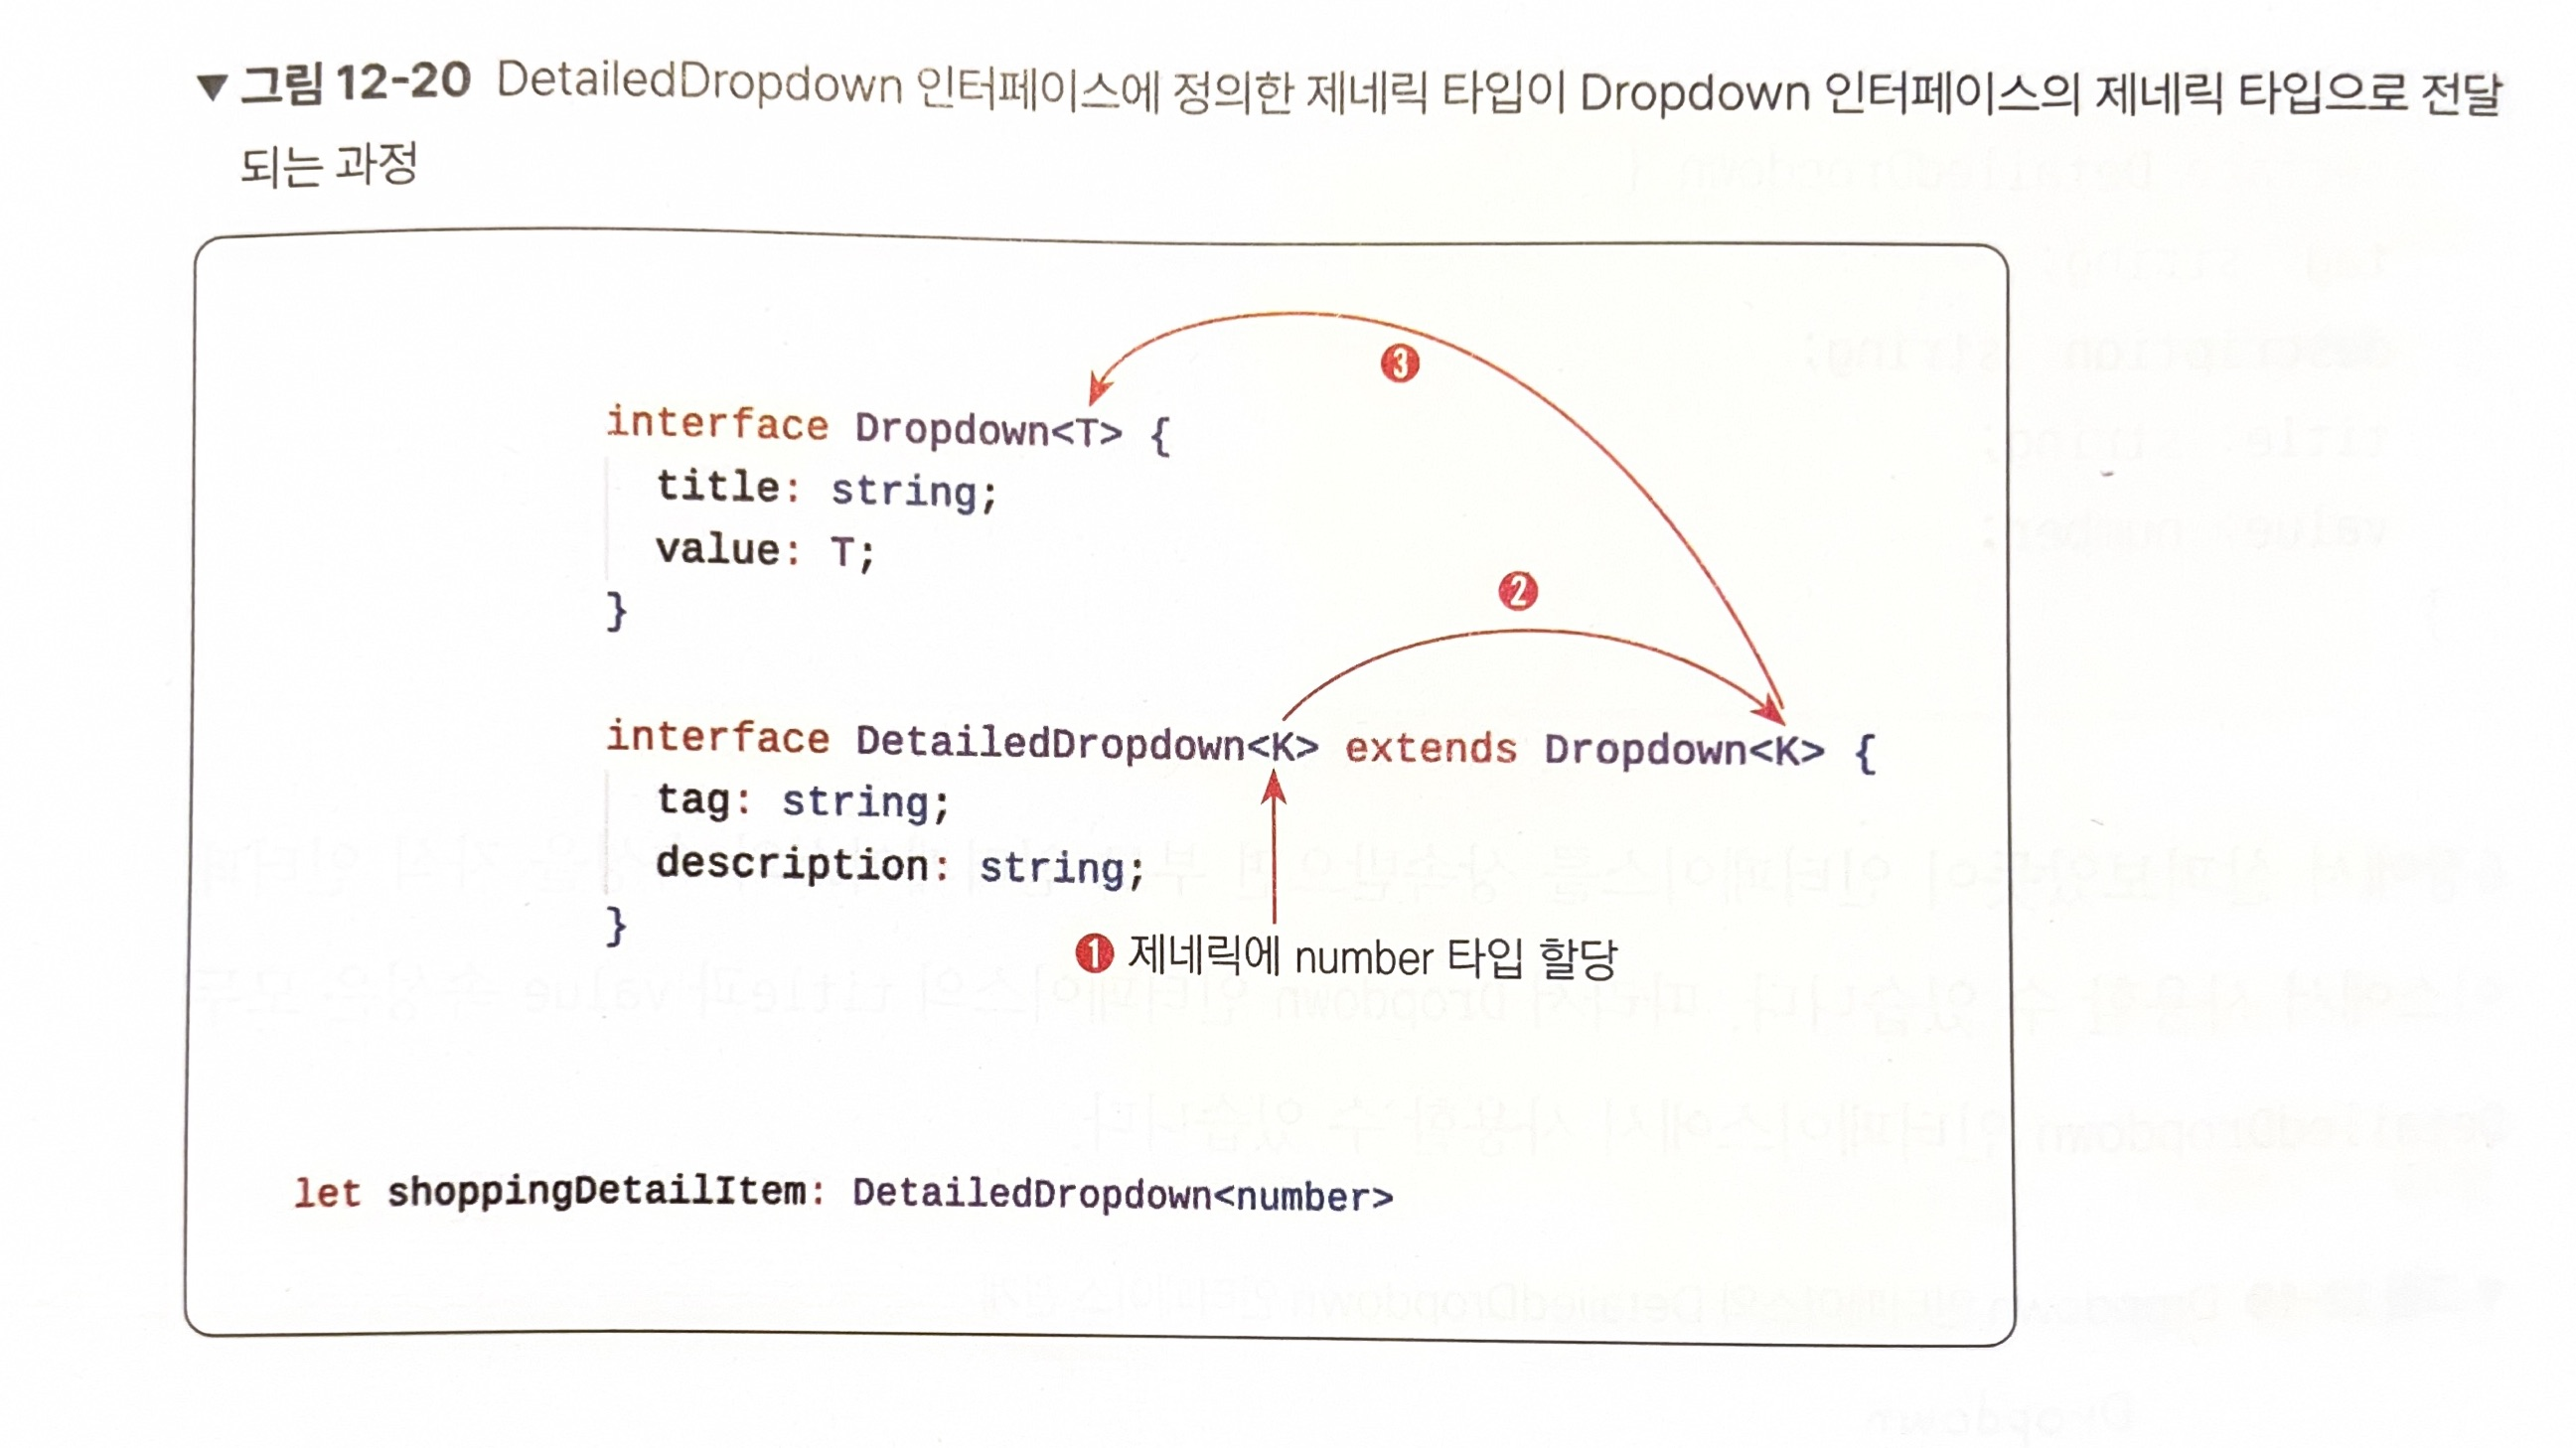 ▼ 그림 12-20 DetailedDropdown 인터페이스에 정의한 제네릭 타입이 Dropdown 인터페이스의 제네릭 타입으로 전달
되는 과정
❸
interface Dropdown<T> {
title: string;
value: T;
}
❷
interface DetailedDropdown<K> extends Dropdown<K> {
tag: string;
description: string;
}
❶ 제네릭에 number 타입 할당
let shoppingDetailItem: DetailedDropdown<number>